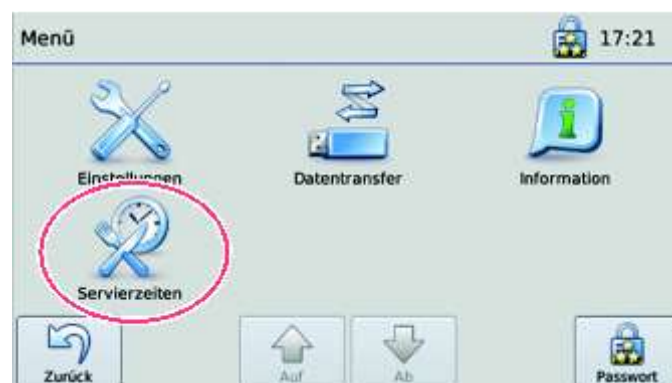 Menü
17:21
Einstellungen
Datentransfer
Information
Servierzeiten
Zurück
Auf
Ab
Passwort